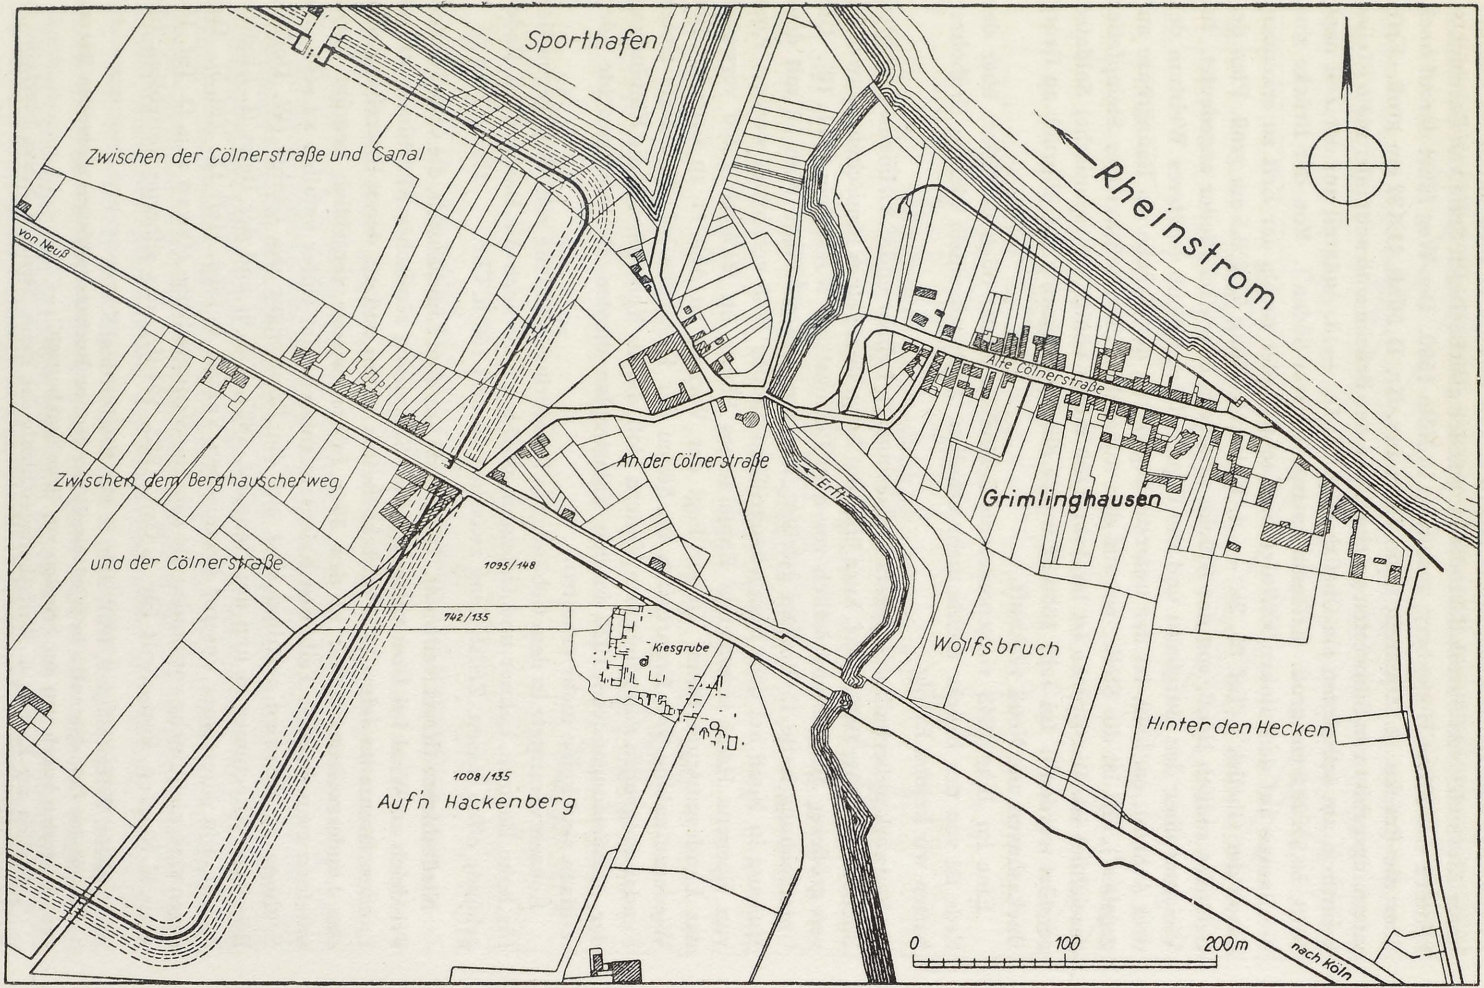 Sporthafen
Zwischen der Cölnerstraße und Canal
Rheinstrom
von Neuß
Alte Cölnerstraße
An der Cölnerstraße
Zwischen dem Berghauscherweg
Erft
Grimlinghausen
und der Cölnerstraße
1095/148
742/135
Kiesgrube
Wolfsbruch
Hinter den Hecken
1008/135
Auf'n Hackenberg
0 100 200m
nach Köln